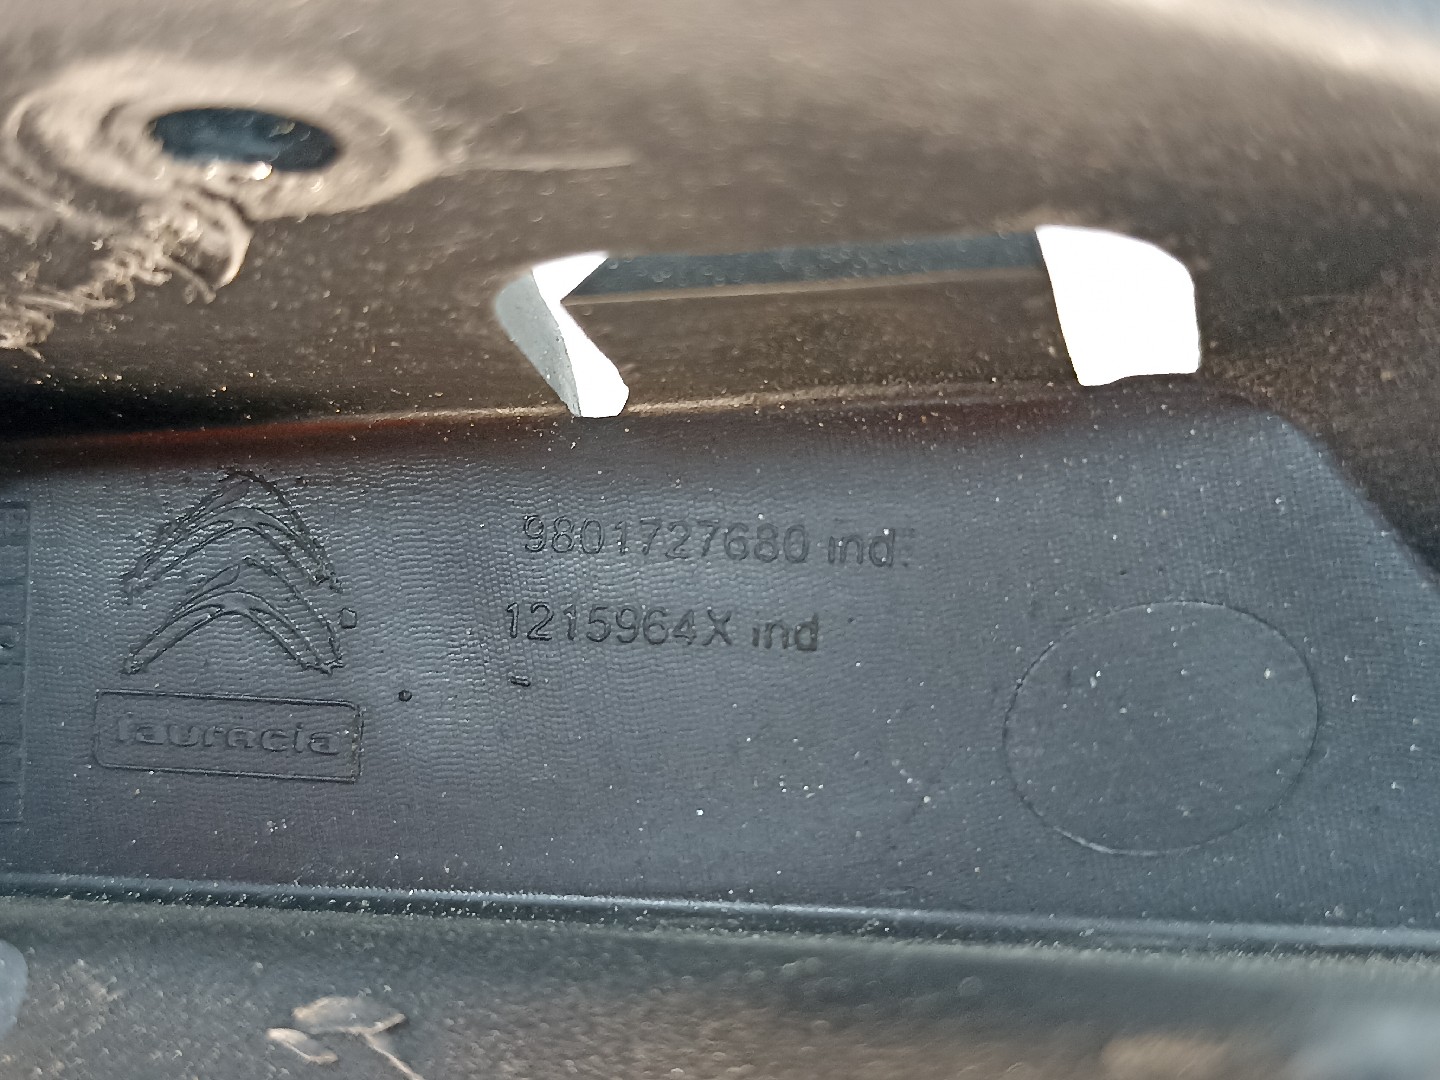 9801727680 ind.
1215964X ind
-
faurecia